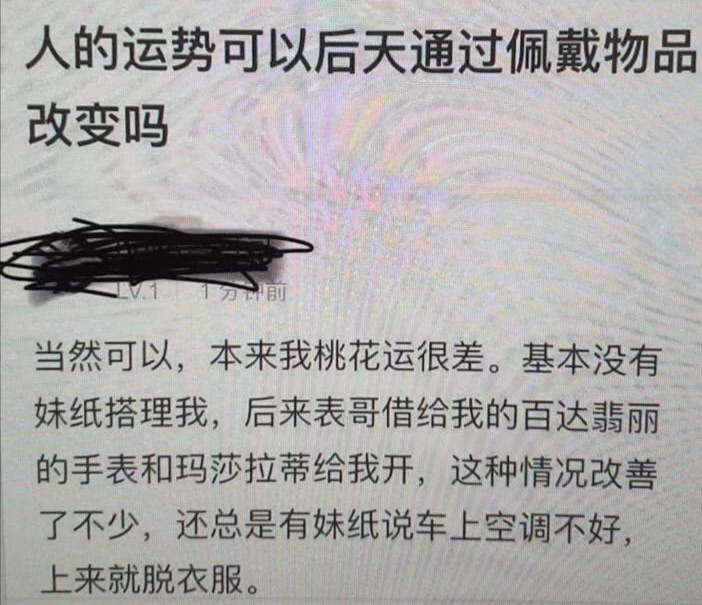 人的运势可以后天通过佩戴物品
改变吗
LV.1 1分钟前
当然可以，本来我桃花运很差。基本没有
妹纸搭理我，后来表哥借给我的百达翡丽
的手表和玛莎拉蒂给我开，这种情况改善
了不少，还总是有妹纸说车上空调不好，
上来就脱衣服。